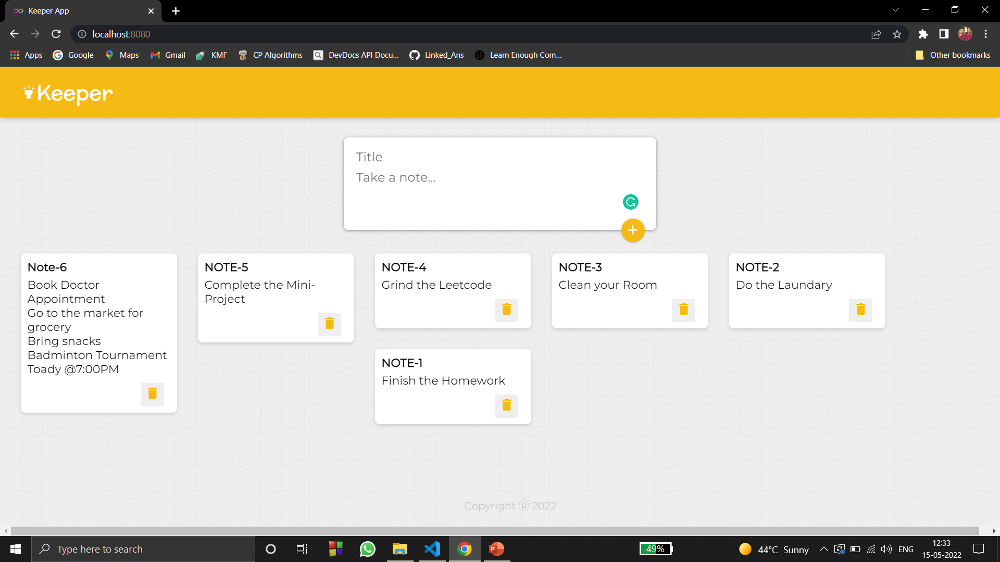 Keeper App
localhost:8080
Apps Google Maps Gmail KMF CP Algorithms DevDocs API Docu... Linked_Ans Learn Enough Com... Other bookmarks
Keeper
Title
Take a note...
Note-6
Book Doctor
Appointment
Go to the market for
grocery
Bring snacks
Badminton Tournament
Toady @7:00PM
NOTE-5
Complete the Mini-
Project
NOTE-4
Grind the Leetcode
NOTE-3
Clean your Room
NOTE-2
Do the Laundary
NOTE-1
Finish the Homework
Copyright ⓒ 2022
Type here to search
49%
44°C Sunny
ENG
12:33
15-05-2022